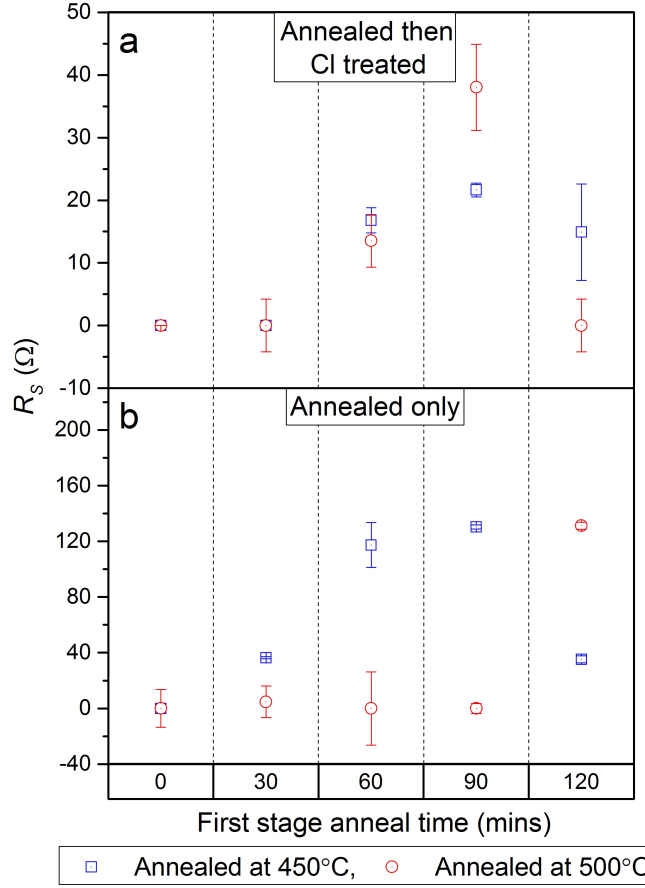 50
a
Annealed then
Cl treated
40
30
20
10
0
-10
R_S (Ω)
b
Annealed only
200
160
120
80
40
0
-40
0 30 60 90 120
First stage anneal time (mins)
Annealed at 450°C, Annealed at 500°C